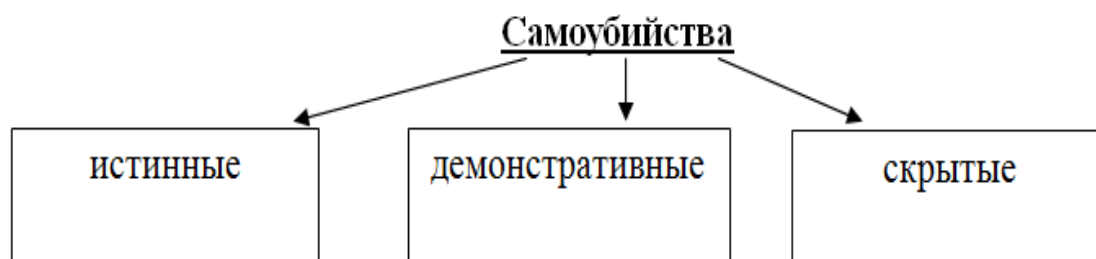 Самоубийства
истинные
демонстративные
скрытые